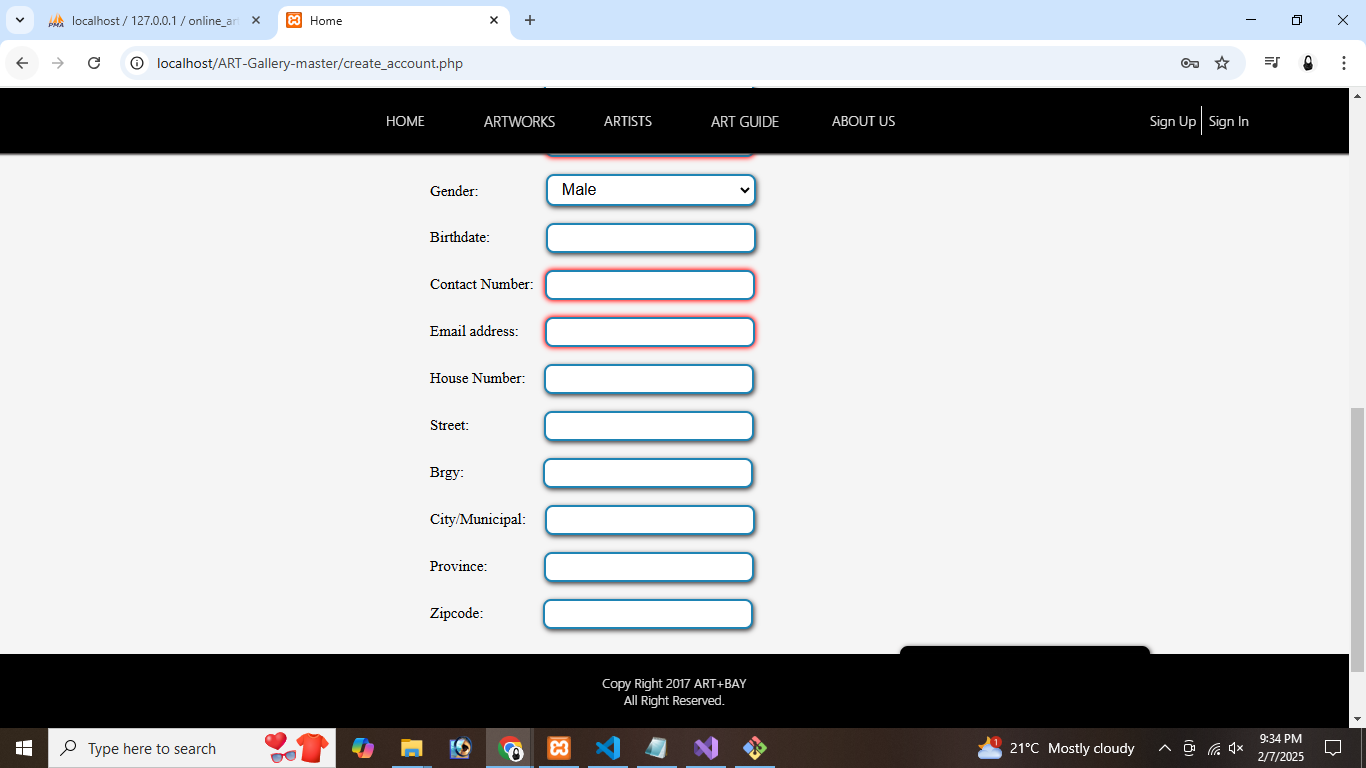 localhost / 127.0.0.1 / online_ar
Home
localhost/ART-Gallery-master/create_account.php
HOME
ARTWORKS
ARTISTS
ART GUIDE
ABOUT US
Sign Up
Sign In
Gender:
Male
Birthdate:
Contact Number:
Email address:
House Number:
Street:
Brgy:
City/Municipal:
Province:
Zipcode:
Copy Right 2017 ART+BAY
All Right Reserved.
Type here to search
1
21°C Mostly cloudy
9:34 PM
2/7/2025